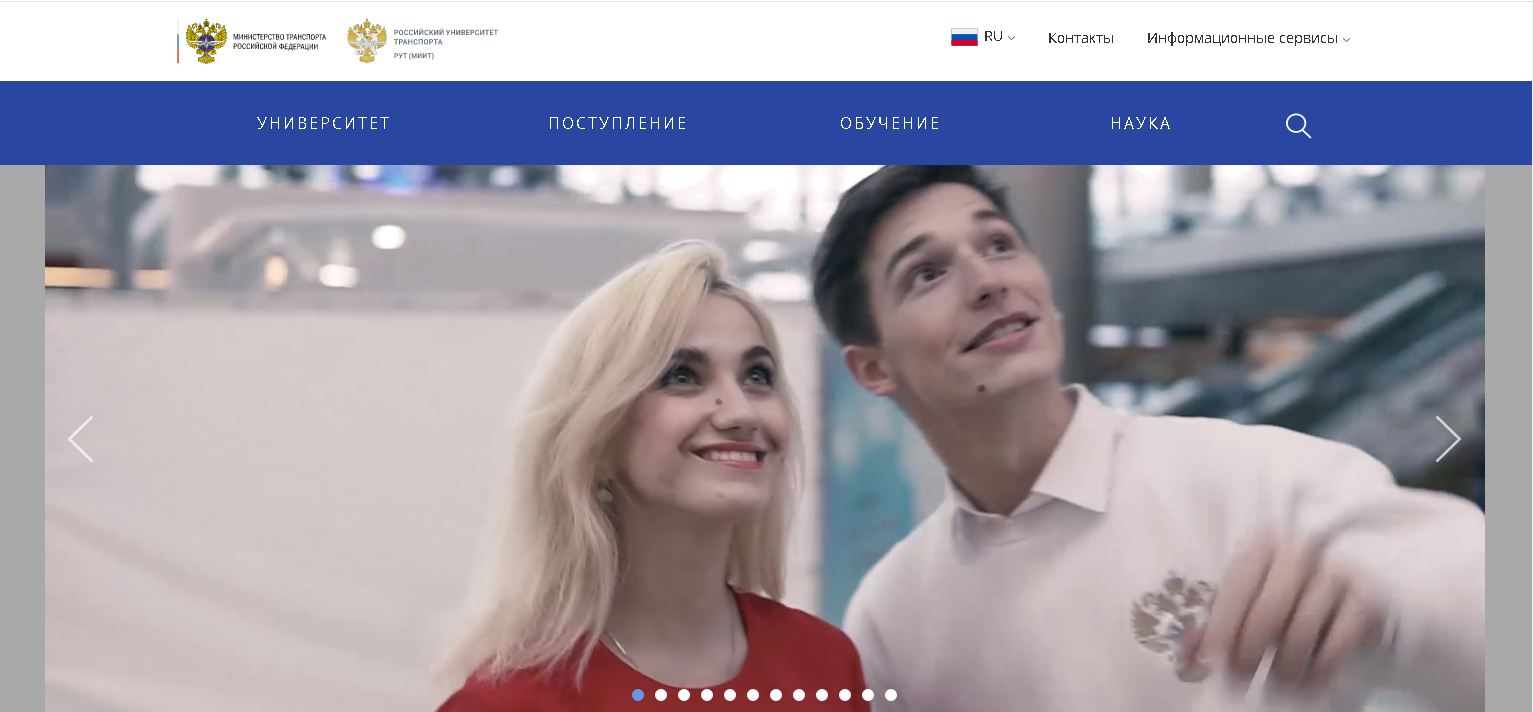 МИНИСТЕРСТВО ТРАНСПОРТА
РОССИЙСКОЙ ФЕДЕРАЦИИ
РОССИЙСКИЙ УНИВЕРСИТЕТ
ТРАНСПОРТА
РУТ (МИИТ)
RU
Контакты
Информационные сервисы
УНИВЕРСИТЕТ
ПОСТУПЛЕНИЕ
ОБУЧЕНИЕ
НАУКА